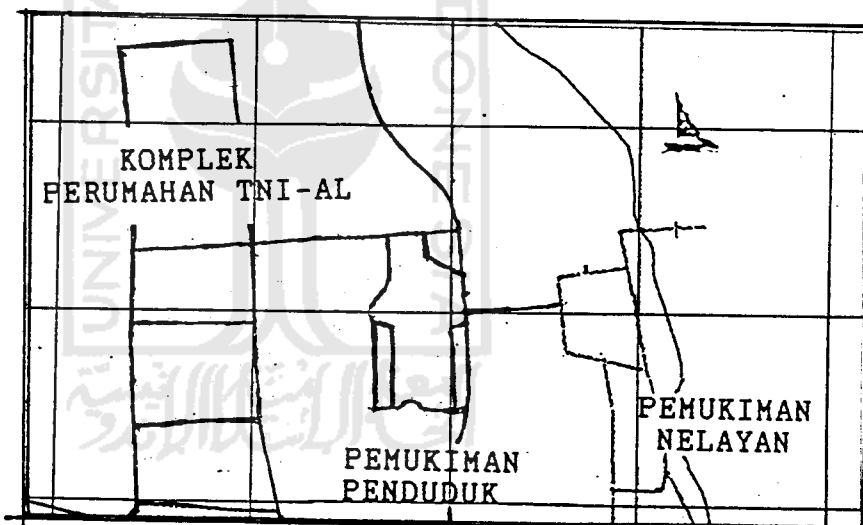 KOMPLEK
PERUMAHAN TNI-AL
PEMUKIMAN
NELAYAN
PEMUKIMAN
PENDUDUK